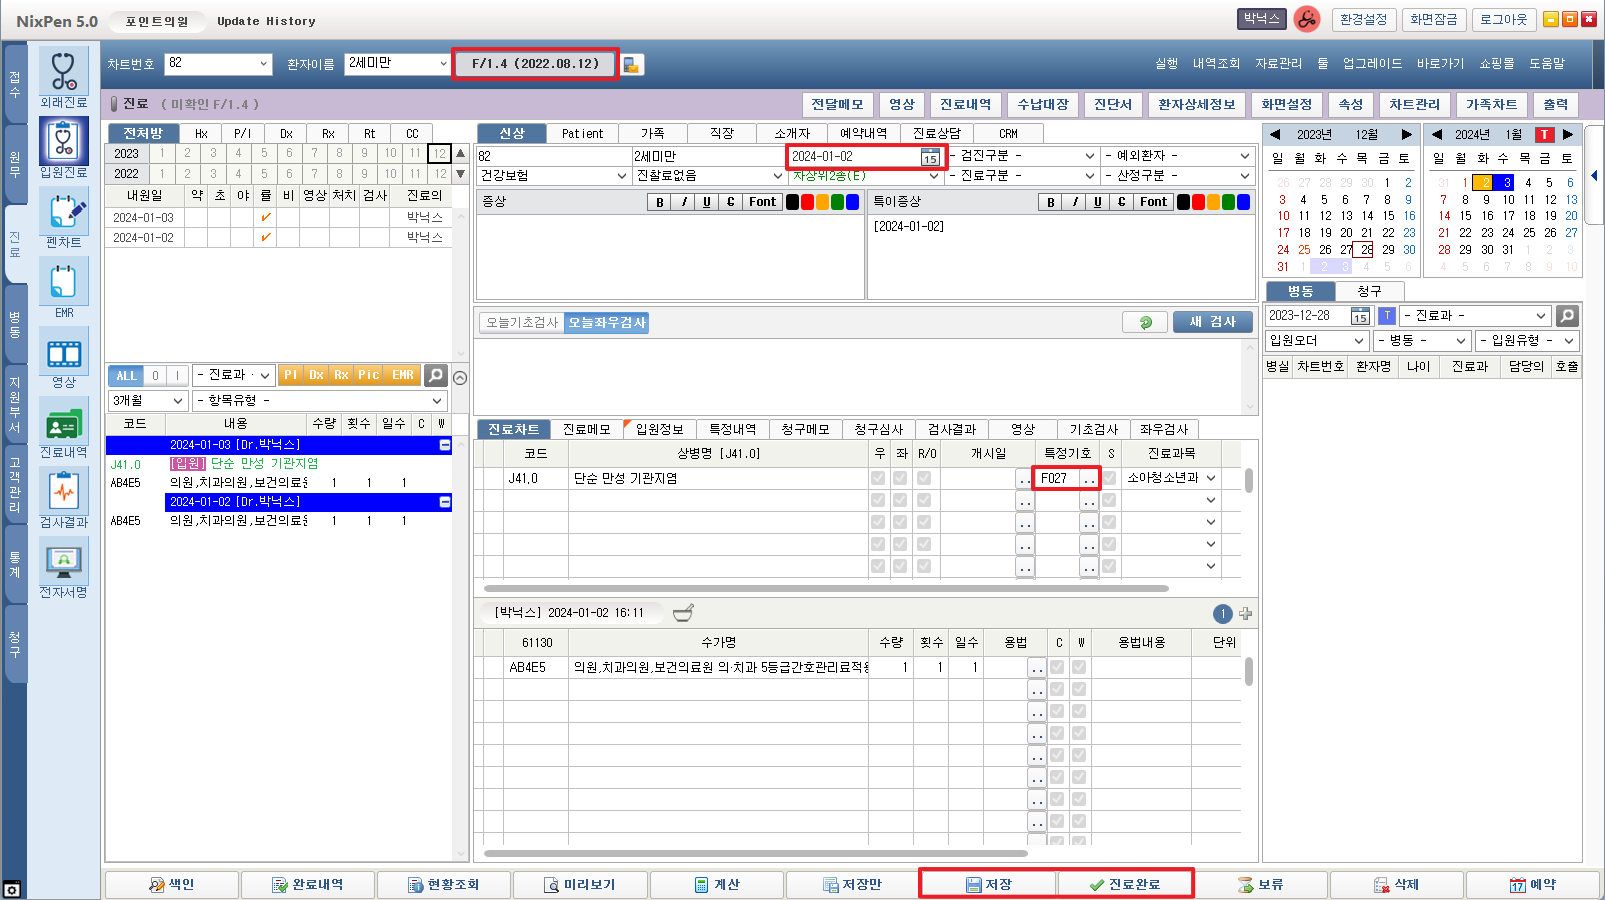 NixPen 5.0 포인트의원 Update History 박닉스 환경설정 화면잠금 로그아웃
차트번호 82 환자이름 2세미만 F/1.4 (2022.08.12) 실행 내역조회 자료관리 툴 업그레이드 바로가기 쇼핑몰 도움말
진료 ( 미확인 F/1.4 ) 전달메모 영상 진료내역 수납대장 진단서 환자상세정보 화면설정 속성 차트관리 가족차트 출력
접수
원무
진료
병동
지원부서
고객관리
통계
청구
외래진료
입원진료
펜차트
EMR
영상
진료내역
검사결과
전자서명
전처방 Hx P/I Dx Rx Rt CC
2023 1 2 3 4 5 6 7 8 9 10 11 12
2022 1 2 3 4 5 6 7 8 9 10 11 12
내원일 약 초 야 률 비 영상 처치 검사 진료의
2024-01-03 박닉스
2024-01-02 박닉스
ALL O I - 진료과 - PI Dx Rx Pic EMR
3개월 - 항목유형 -
코드 내용 수량 횟수 일수 C W
2024-01-03 [Dr.박닉스]
J41.0 [입원] 단순 만성 기관지염
AB4E5 의원,치과의원,보건의료원 1 1 1
2024-01-02 [Dr.박닉스]
AB4E5 의원,치과의원,보건의료원 1 1 1
신상 Patient 가족 직장 소개자 예약내역 진료상담 CRM
82 2세미만 2024-01-02 15 - 검진구분 - - 예외환자 -
건강보험 진찰료없음 차상위2종(E) - 진료구분 - - 산정구분 -
증상 B I U S Font 특이증상 B I U S Font
[2024-01-02]
오늘기초검사 오늘좌우검사 새 검사
진료차트 진료메모 입원정보 특정내역 청구메모 청구심사 검사결과 영상 기초검사 좌우검사
코드 상병명 [J41.0] 우 좌 R/O 개시일 특정기호 S 진료과목
J41.0 단순 만성 기관지염 .. F027 .. 소아청소년과
[박닉스] 2024-01-02 16:11 1
61130 수가명 수량 횟수 일수 용법 C W 용법내용 단위
AB4E5 의원,치과의원,보건의료원 의·치과 5등급간호관리료적용 1 1 1 ..
2023년 12월
일 월 화 수 목 금 토
26 27 28 29 30 1 2
3 4 5 6 7 8 9
10 11 12 13 14 15 16
17 18 19 20 21 22 23
24 25 26 27 28 29 30
31 1 2 3 4 5 6
2024년 1월 T
일 월 화 수 목 금 토
31 1 2 3 4 5 6
7 8 9 10 11 12 13
14 15 16 17 18 19 20
21 22 23 24 25 26 27
28 29 30 31 1 2 3
4 5 6 7 8 9 10
병동 청구
2023-12-28 15 T - 진료과 -
입원오더 - 병동 - - 입원유형 -
병실 차트번호 환자명 나이 진료과 담당의 호출
색인 완료내역 현황조회 미리보기 계산 저장만 저장 진료완료 보류 삭제 17 예약